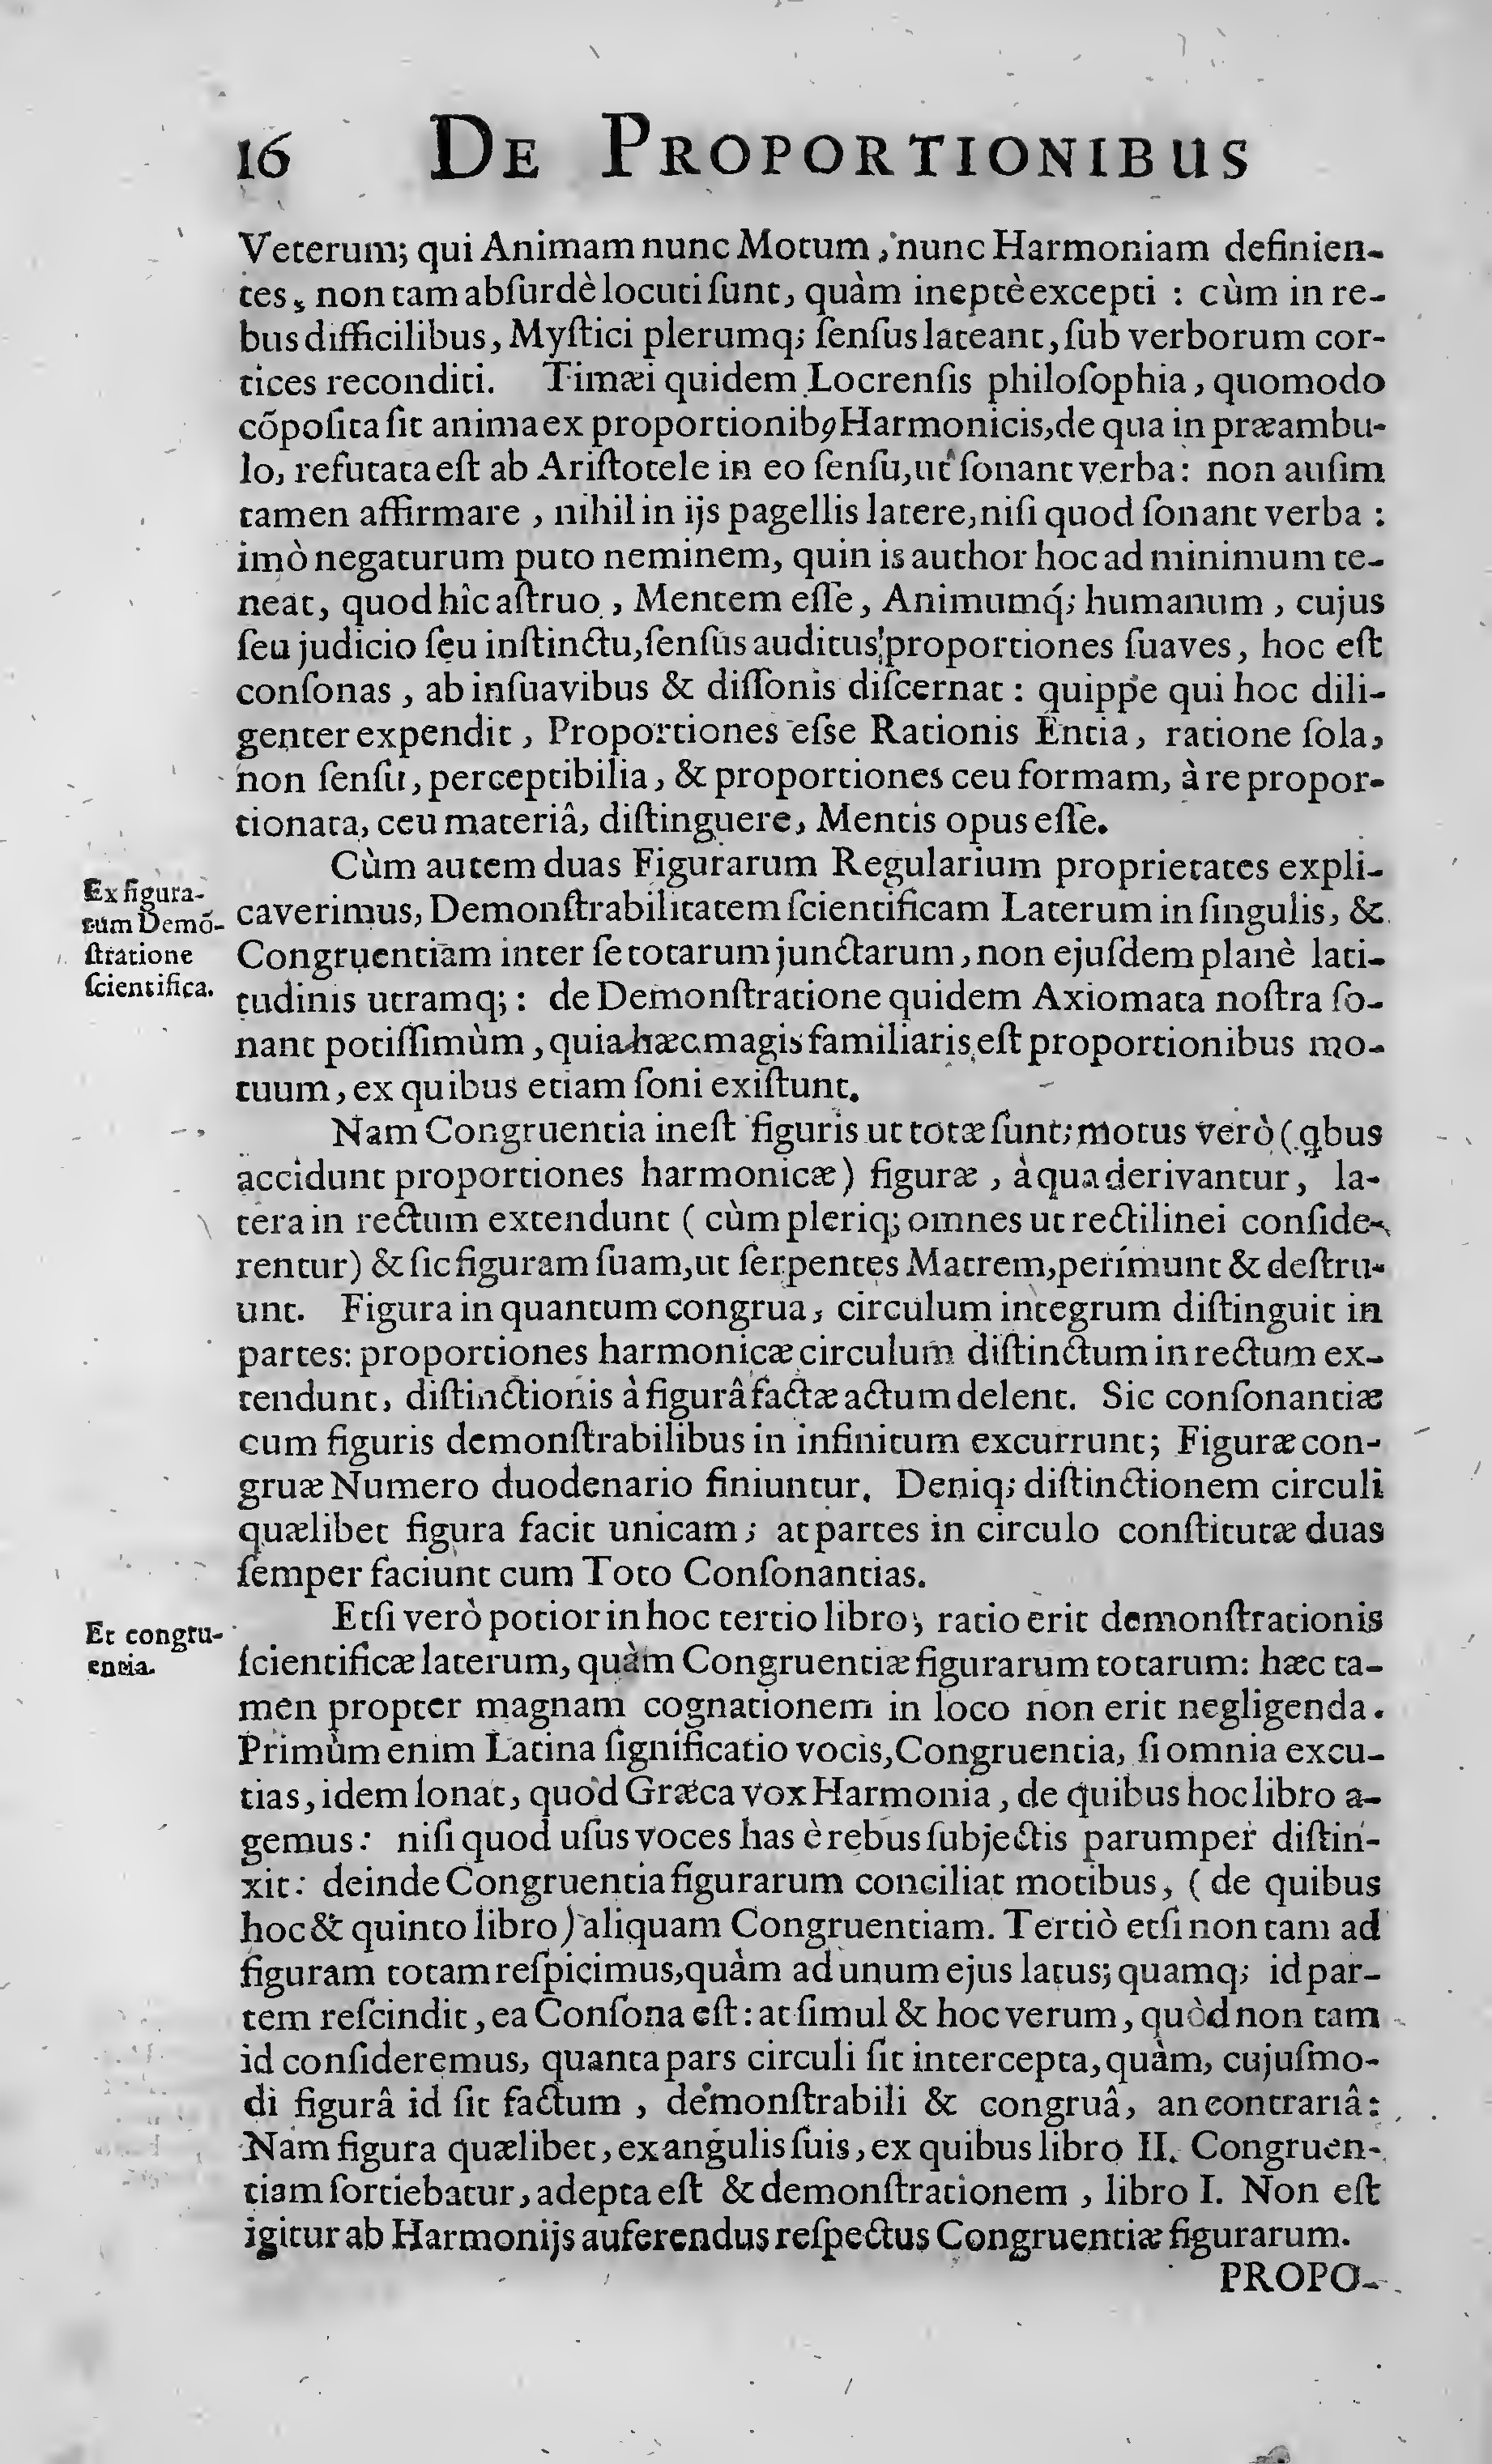 16 DE PROPORTIONIBUS
Veterum; qui Animam nunc Motum, nunc Harmoniam definien-
tes, non tam abſurdè locuti ſunt, quàm ineptè excepti : cùm in re-
bus difficilibus, Myſtici plerumq; ſenſus lateant, ſub verborum cor-
tices reconditi. Timæi quidem Locrenſis philoſophia, quomodo
cōpoſita ſit anima ex proportionibꝰ Harmonicis, de qua in præambu-
lo, refutata eſt ab Ariſtotele in eo ſenſu, ut ſonant verba: non auſim
tamen affirmare , nihil in ijs pagellis latere, niſi quod ſonant verba :
imò negaturum puto neminem, quin is author hoc ad minimum te-
neat, quod hîc aſtruo , Mentem eſſe, Animumq́; humanum , cujus
ſeu judicio ſeu inſtinctu, ſenſus auditus proportiones ſuaves, hoc eſt
conſonas , ab inſuavibus & diſſonis diſcernat : quippe qui hoc dili-
genter expendit, Proportiones eſse Rationis Entia, ratione ſola,
non ſenſu, perceptibilia, & proportiones ceu formam, à re propor-
tionata, ceu materiâ, diſtinguere, Mentis opus eſſe.
Ex figura-
rum Demō-
ſtratione
ſcientifica.
Cùm autem duas Figurarum Regularium proprietates expli-
caverimus, Demonſtrabilitatem ſcientificam Laterum in ſingulis, &
Congruentiam inter ſe totarum junctarum, non ejuſdem planè lati-
tudinis utramq; : de Demonſtratione quidem Axiomata noſtra ſo-
nant potiſſimùm, quia hæc magis familiaris eſt proportionibus mo-
tuum, ex quibus etiam ſoni exiſtunt.
Nam Congruentia ineſt figuris ut totæ ſunt; motus verò (qbus
accidunt proportiones harmonicæ) figuræ , à qua derivantur, la-
tera in rectum extendunt ( cùm pleriq; omnes ut rectilinei conſide-
rentur) & ſic figuram ſuam, ut ſerpentes Matrem, perimunt & deſtru-
unt. Figura in quantum congrua, circulum integrum diſtinguit in
partes: proportiones harmonicæ circulum diſtinctum in rectum ex-
tendunt, diſtinctionis à figurâ factæ actum delent. Sic conſonantiæ
cum figuris demonſtrabilibus in infinitum excurrunt; Figuræ con-
gruæ Numero duodenario finiuntur. Deniq; diſtinctionem circuli
quælibet figura facit unicam; at partes in circulo conſtitutæ duas
ſemper faciunt cum Toto Conſonantias.
Et congru-
entia.
Etſi verò potior in hoc tertio libro, ratio erit demonſtrationis
ſcientificæ laterum, quàm Congruentiæ figurarum totarum: hæc ta-
men propter magnam cognationem in loco non erit negligenda.
Primùm enim Latina ſignificatio vocis, Congruentia, ſi omnia excu-
tias, idem ſonat, quod Græca vox Harmonia, de quibus hoc libro a-
gemus: niſi quod uſus voces has è rebus ſubjectis parumper diſtin-
xit: deinde Congruentia figurarum conciliat motibus, ( de quibus
hoc & quinto libro) aliquam Congruentiam. Tertiò etſi non tam ad
figuram totam reſpicimus, quàm ad unum ejus latus; quamq; id par-
tem reſcindit, ea Conſona eſt: at ſimul & hoc verum, quòd non tam
id conſideremus, quanta pars circuli ſit intercepta, quàm, cujuſmo-
di figurâ id ſit factum , demonſtrabili & congruâ, an contrariâ:
Nam figura quælibet, ex angulis ſuis, ex quibus libro II. Congruen-
tiam ſortiebatur, adepta eſt & demonſtrationem , libro I. Non eſt
igitur ab Harmonijs auferendus reſpectus Congruentiæ figurarum.
PROPO-